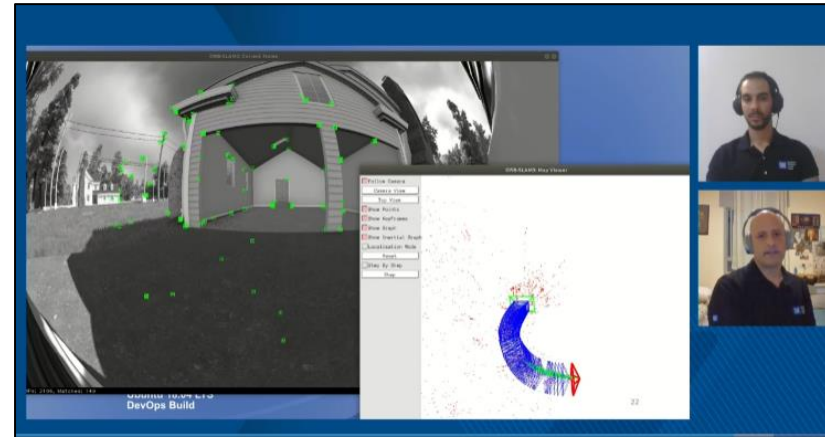 ORB-SLAM3: Current Frame
ORB-SLAM3: Map Viewer
Follow Camera
Camera View
Top View
Show Points
Show KeyFrames
Show Graph
Show Inertial Graph
Localization Mode
Reset
Step By Step
Step
22
Ubuntu 18.04 LTS
DevOps Build